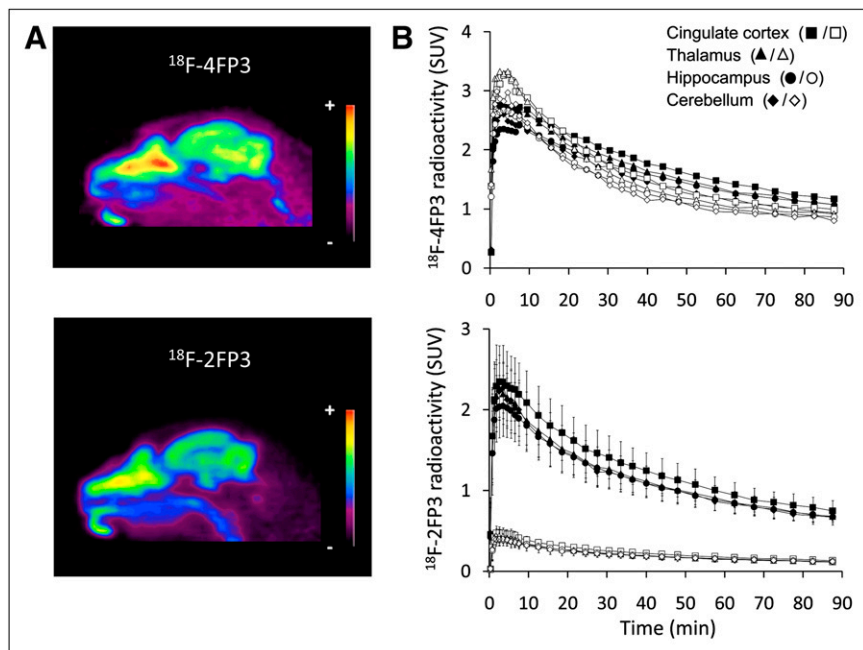 A
¹⁸F-4FP3
+
-
¹⁸F-2FP3
+
-
B
Cingulate cortex (■/□)
Thalamus (▲/△)
Hippocampus (●/○)
Cerebellum (◆/◇)
¹⁸F-4FP3 radioactivity (SUV)
4
3
2
1
0
0 10 20 30 40 50 60 70 80 90
¹⁸F-2FP3 radioactivity (SUV)
3
2
1
0
0 10 20 30 40 50 60 70 80 90
Time (min)